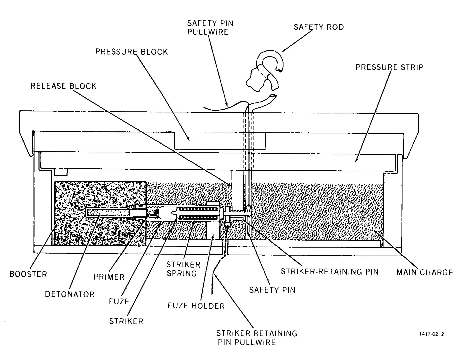 SAFETY PIN
PULLWIRE
SAFETY ROD
PRESSURE BLOCK
PRESSURE STRIP
RELEASE BLOCK
BOOSTER
DETONATOR
PRIMER
FUZE
STRIKER
STRIKER
SPRING
FUZE HOLDER
STRIKER RETAINING
PIN PULLWIRE
SAFETY PIN
STRIKER-RETAINING PIN
MAIN CHARGE